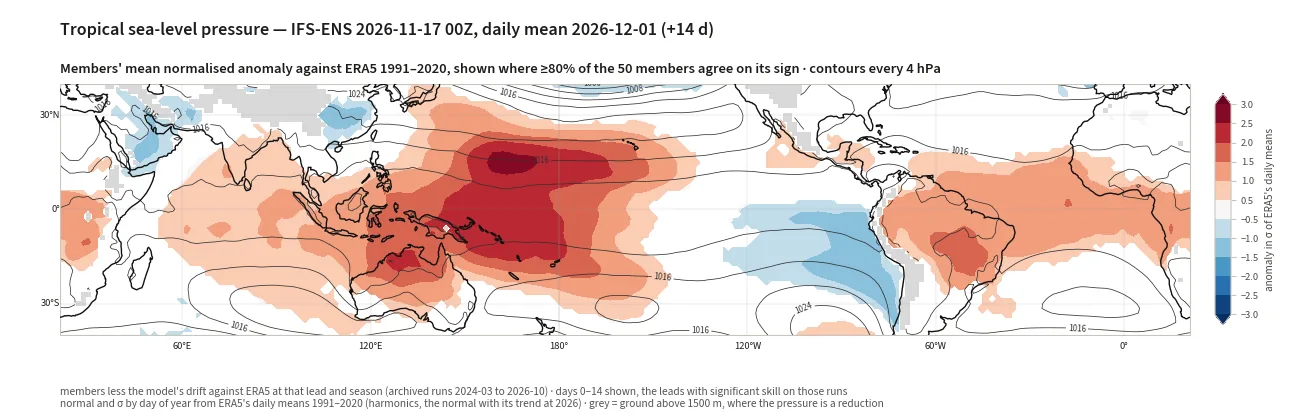 Tropical sea-level pressure — IFS-ENS 2026-11-17 00Z, daily mean 2026-12-01 (+14 d)
Members' mean normalised anomaly against ERA5 1991–2020, shown where ≥80% of the 50 members agree on its sign · contours every 4 hPa
1024
1016
1008
1016
3.0
2.5
2.0
1.5
1.0
0.5
−0.5
−1.0
−1.5
−2.0
−2.5
−3.0
anomaly in σ of ERA5's daily means
30°N
1016
1016
1016
1016
1016
0°
1016
30°S
1016
1024
1016
1016
60°E
120°E
180°
120°W
60°W
0°
members less the model's drift against ERA5 at that lead and season (archived runs 2024-03 to 2026-10) · days 0–14 shown, the leads with significant skill on those runs
normal and σ by day of year from ERA5's daily means 1991–2020 (harmonics, the normal with its trend at 2026) · grey = ground above 1500 m, where the pressure is a reduction